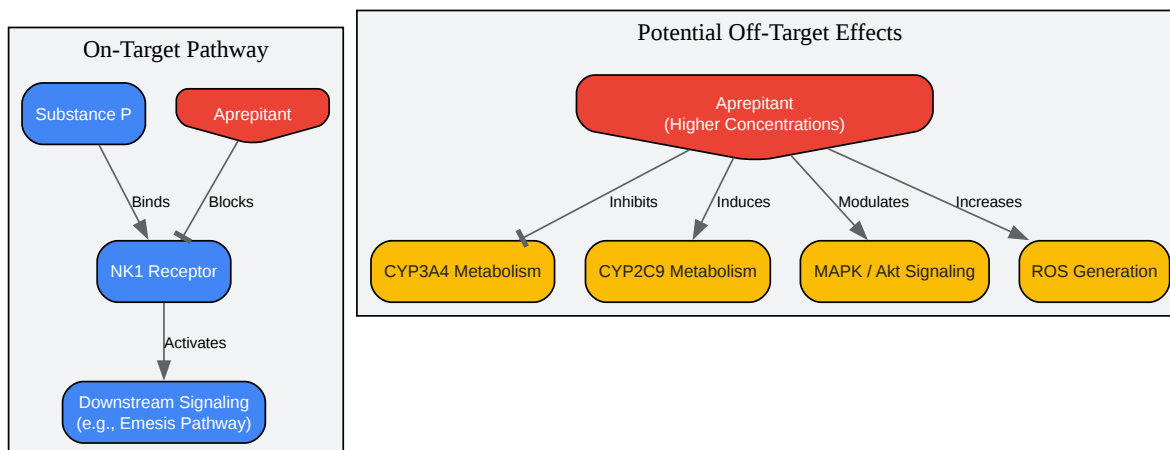 On-Target Pathway
Substance P
Aprepitant
Binds
Blocks
NK1 Receptor
Activates
Downstream Signaling
(e.g., Emesis Pathway)
Potential Off-Target Effects
Aprepitant
(Higher Concentrations)
Inhibits
Induces
Modulates
Increases
CYP3A4 Metabolism
CYP2C9 Metabolism
MAPK / Akt Signaling
ROS Generation